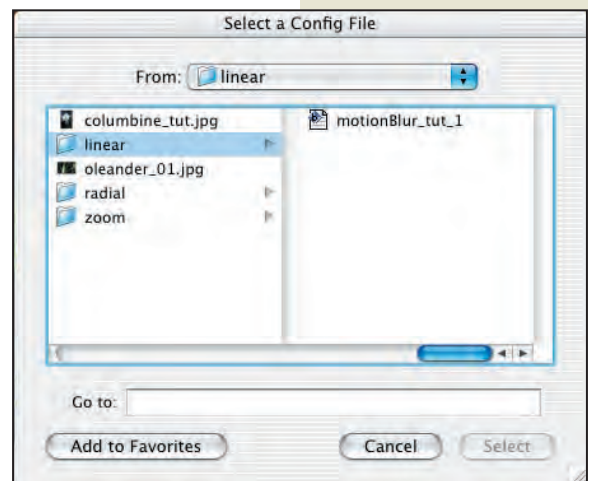 Select a Config File
From: linear
columbine_tut.jpg
linear
oleander_01.jpg
radial
zoom
motionBlur_tut_1
Go to:
Add to Favorites
Cancel
Select